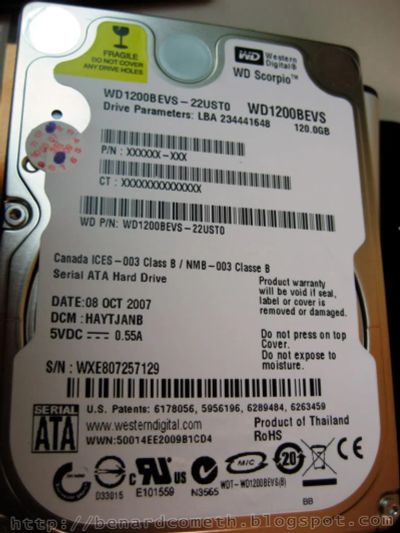 FRAGILE
DO NOT COVER
ANY DRIVE HOLES
WD Western
Digital®
WD Scorpio™
WD1200BEVS-22UST0 WD1200BEVS
Drive Parameters: LBA 234441648 120.0GB
P/N : XXXXXX-XXX
CT : XXXXXXXXXXXXXX
WD P/N: WD1200BEVS-22UST0
Canada ICES-003 Class B / NMB-003 Classe B
Serial ATA Hard Drive
Product warranty
will be void if seal,
label or cover is
removed or damaged.
DATE:08 OCT 2007
DCM : HAYTJANB
5VDC 0.55A
Do not press on top
Cover.
Do not expose to
moisture.
S/N : WXE807257129
SERIAL
ATA
U.S. Patents: 6178056, 5956196, 6289484, 6263459
www.westerndigital.com
WWN:50014EE2009B1CD4
Product of Thailand
RoHS
D33015
E101559
N3565
MIC
WDT-WD1200BEVS(B)
20
BB
http://benardcometh.blogspot.com